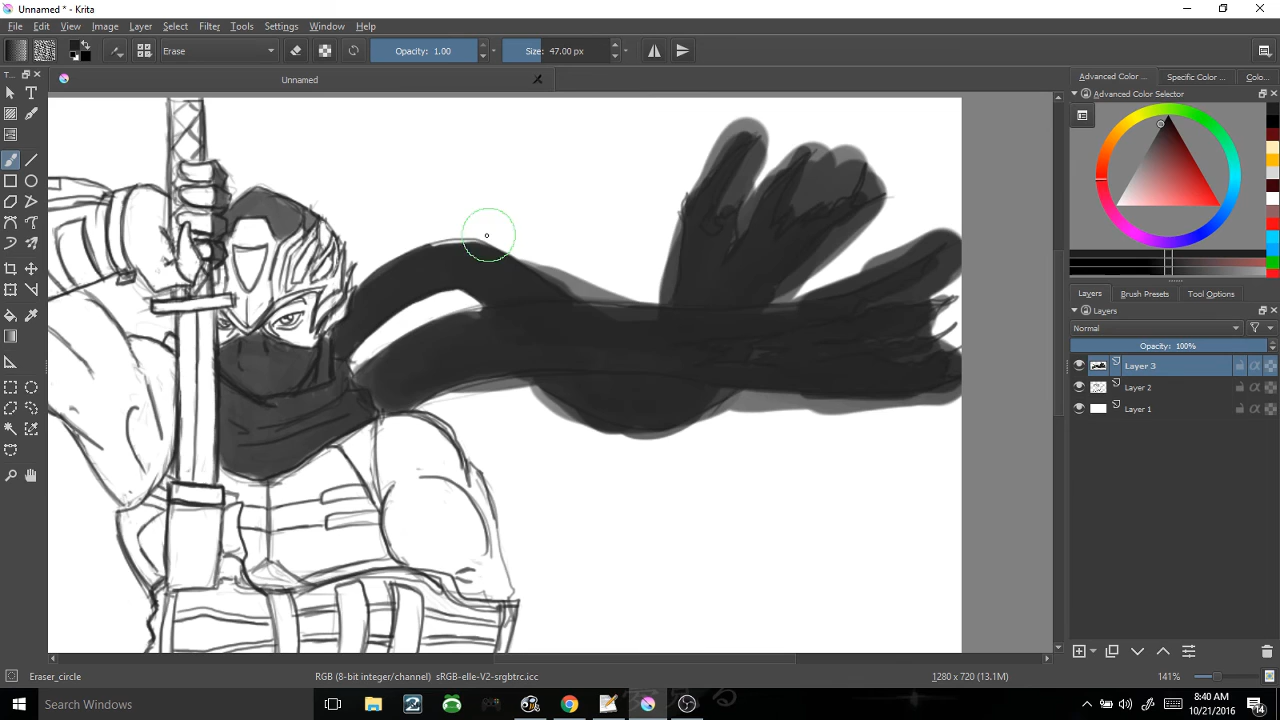 Unnamed * - Krita
File Edit View Image Layer Select Filter Tools Settings Window Help
Erase Opacity: 1.00 Size: 47.00 px
T... Unnamed Advanced Color ... Specific Color ... Colo...
Advanced Color Selector
Layers Brush Presets Tool Options
Layers
Normal
Opacity: 100%
Layer 3
Layer 2
Layer 1
Eraser_circle RGB (8-bit integer/channel) sRGB-elle-V2-srgbtrc.icc 1280 x 720 (13.1M) 141%
Search Windows 8:40 AM
10/21/2016